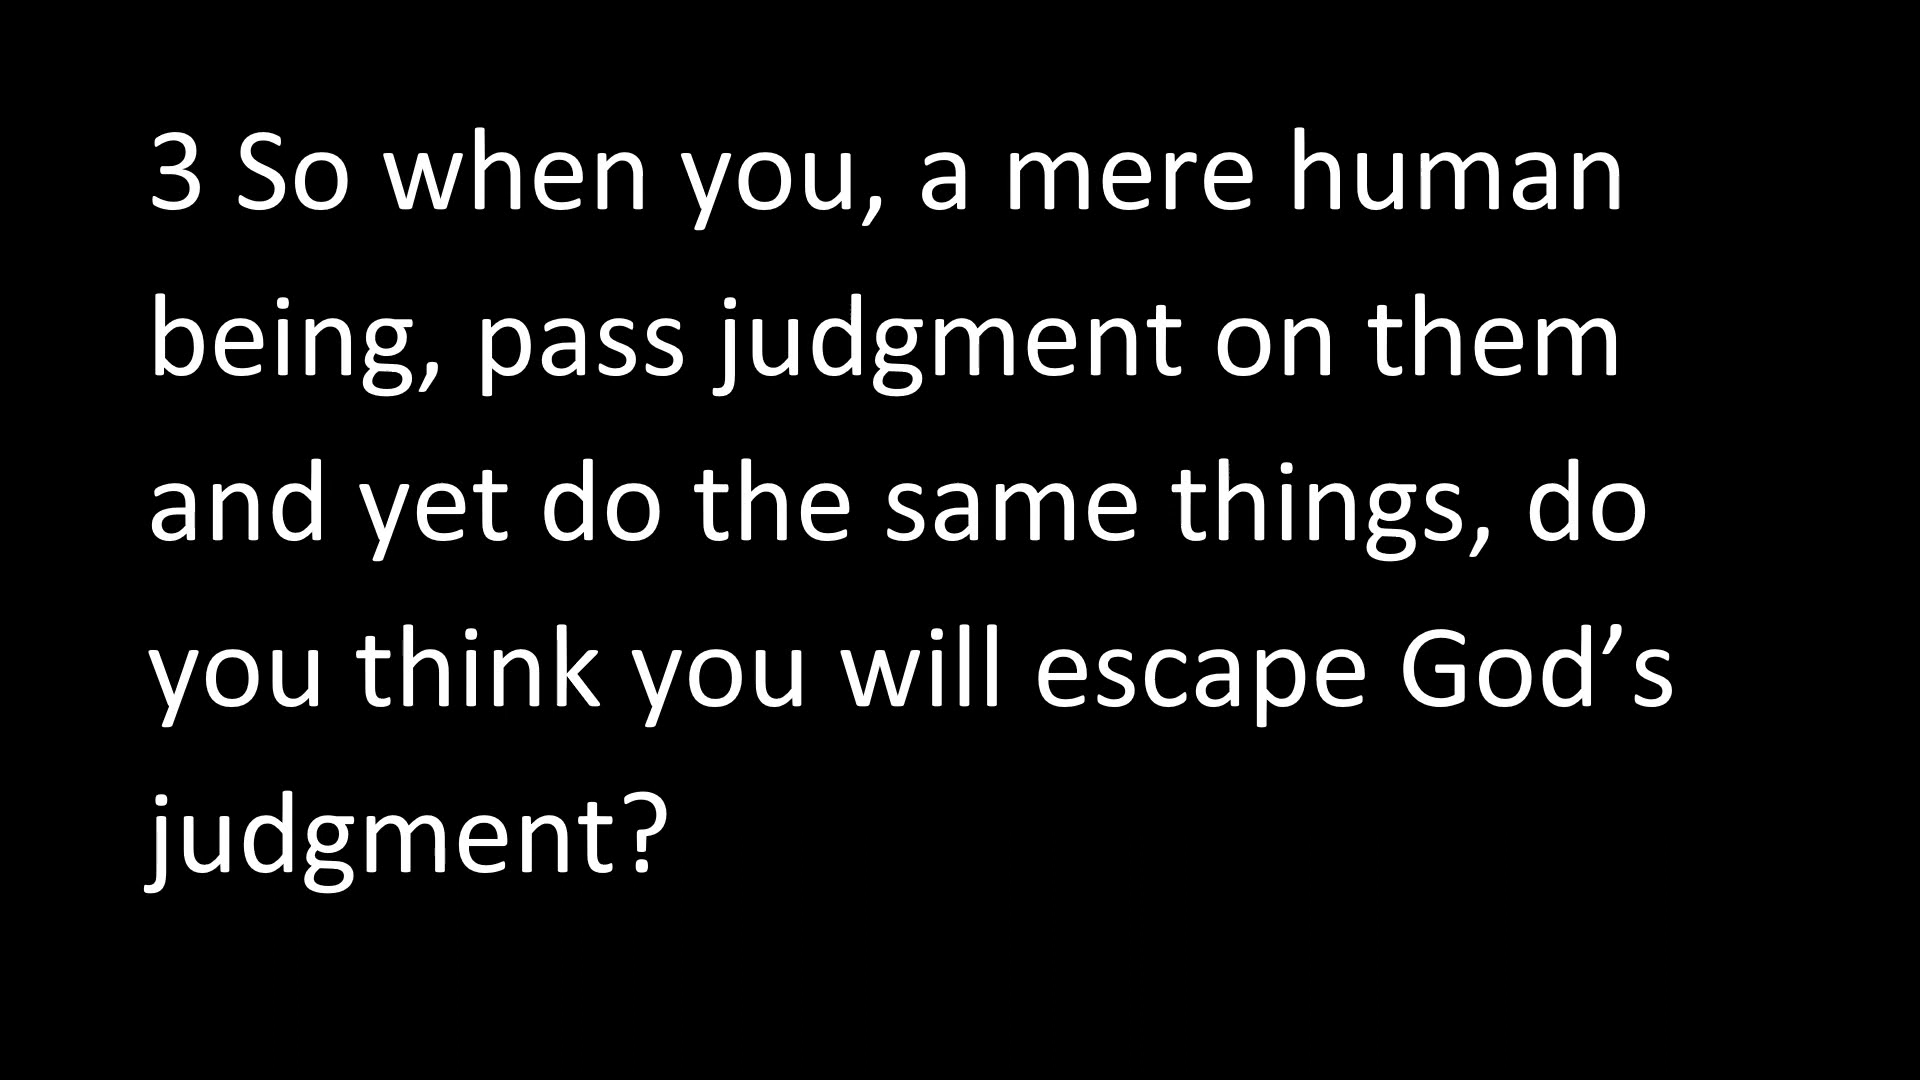 3 So when you, a mere human
being, pass judgment on them
and yet do the same things, do
you think you will escape God’s
judgment?